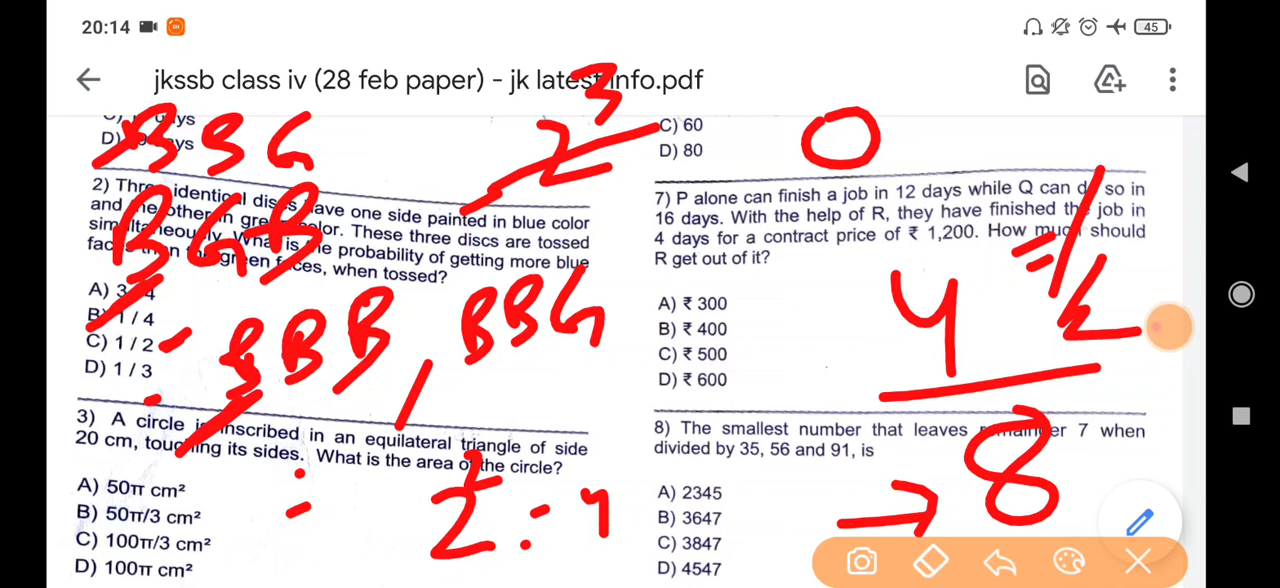 20:14
45
jkssb class iv (28 feb paper) - jk latest info.pdf
D)
2) Three identical discs have one side painted in blue color
and the other in green color. These three discs are tossed
simultaneously. What is the probability of getting more blue
faces than the green faces, when tossed?
A) 3 / 4
B) 1 / 4
C) 1 / 2
D) 1 / 3
3) A circle is inscribed in an equilateral triangle of side
20 cm, touching its sides. What is the area of the circle?
A) 50π cm²
B) 50π/3 cm²
C) 100π/3 cm²
D) 100π cm²
C) 60
D) 80
7) P alone can finish a job in 12 days while Q can do so in
16 days. With the help of R, they have finished the job in
4 days for a contract price of ₹ 1,200. How much should
R get out of it?
A) ₹ 300
B) ₹ 400
C) ₹ 500
D) ₹ 600
8) The smallest number that leaves remainder 7 when
divided by 35, 56 and 91, is
A) 2345
B) 3647
C) 3847
D) 4547
BBG
BGB
BBB, BBG
2³
2² = 4
0
4/8
= 1/2